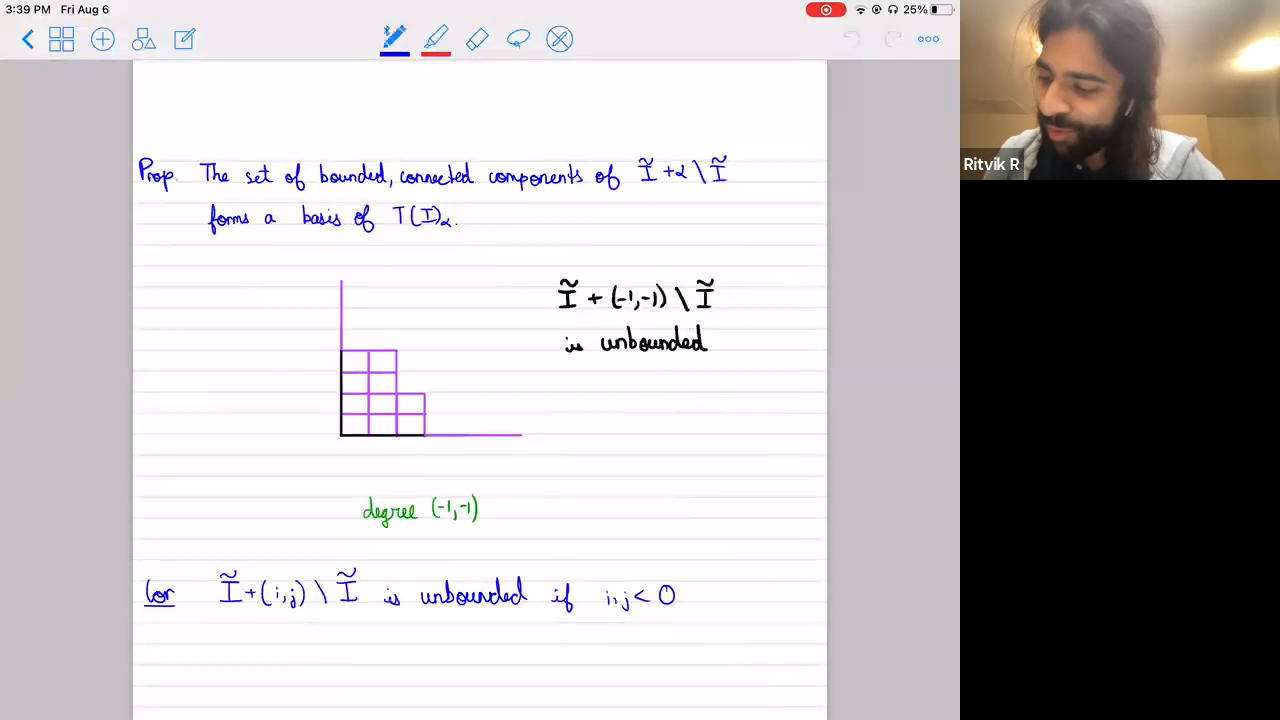 3:39 PM Fri Aug 6
25%
Ritvik R
Prop. The set of bounded, connected components of Ĩ + α \ Ĩ
forms a basis of T(I)α.
Ĩ + (-1,-1) \ Ĩ
is unbounded
degree (-1,-1)
Cor Ĩ + (i,j) \ Ĩ is unbounded if i,j < 0